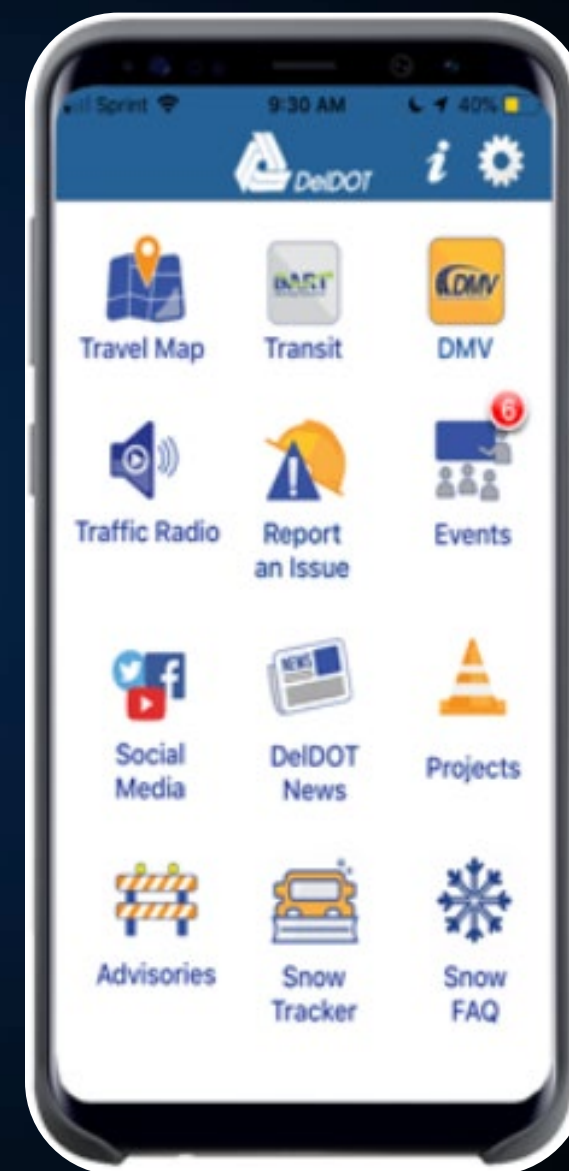 Sprint 9:30 AM 40%
DelDOT
i
Travel Map Transit DMV
DART
DMV
6
Traffic Radio Report
an Issue Events
NEWS
Social
Media DelDOT
News Projects
Advisories Snow
Tracker Snow
FAQ